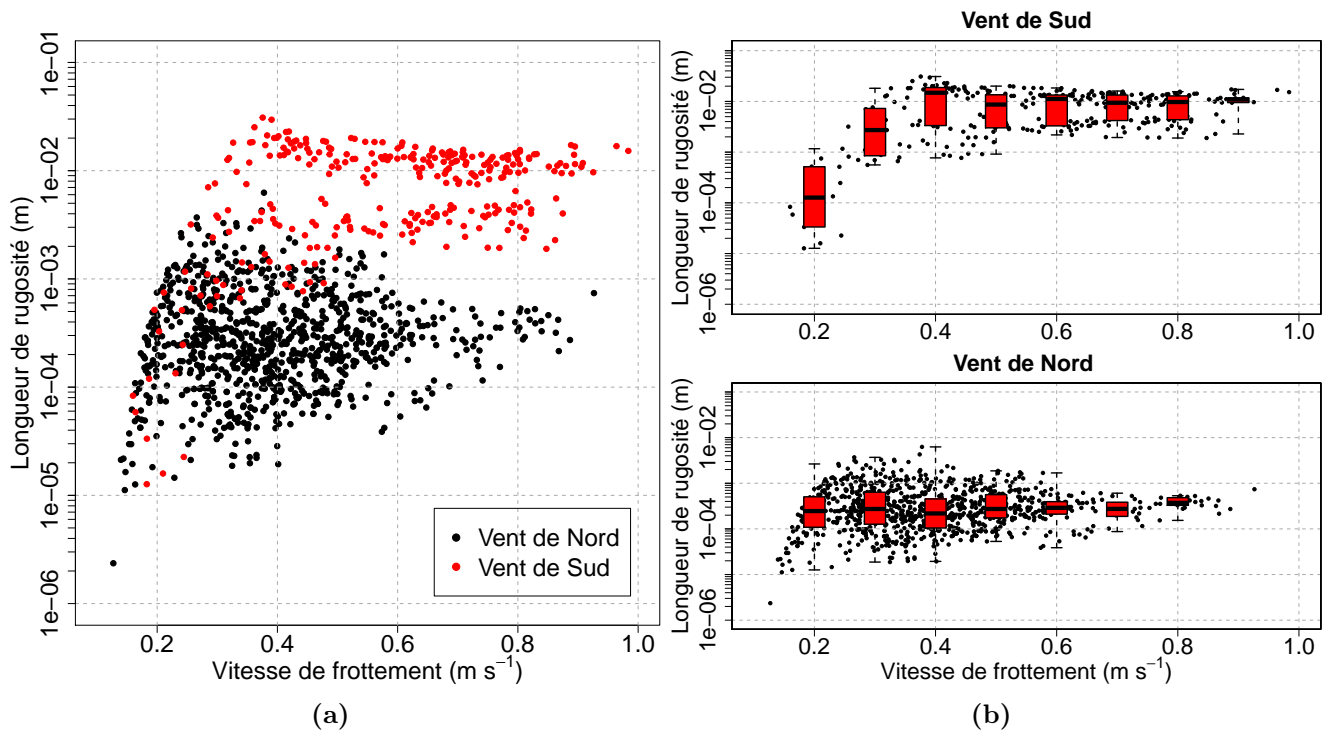 Longueur de rugosité (m)
1e−01
1e−02
1e−03
1e−04
1e−05
1e−06
Vent de Nord
Vent de Sud
0.2 0.4 0.6 0.8 1.0
Vitesse de frottement (m s⁻¹)
(a)
Vent de Sud
Longueur de rugosité (m)
1e−02
1e−04
1e−06
0.2 0.4 0.6 0.8 1.0
Vent de Nord
Longueur de rugosité (m)
1e−02
1e−04
1e−06
0.2 0.4 0.6 0.8 1.0
Vitesse de frottement (m s⁻¹)
(b)